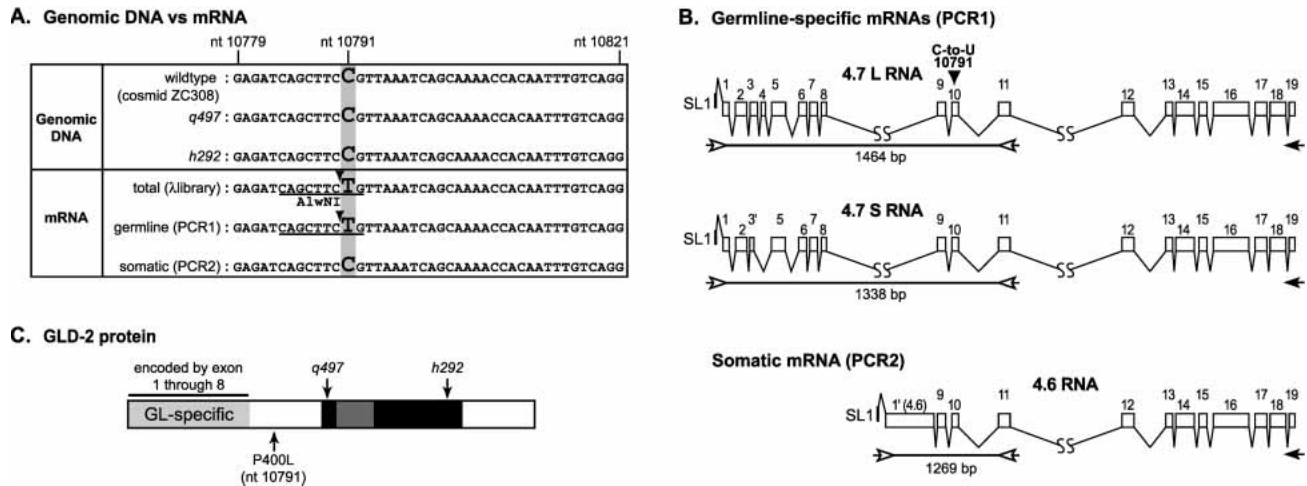 A. Genomic DNA vs mRNA
nt 10779 nt 10791 nt 10821
Genomic DNA
wildtype : GAGATCAGCTTCCGTTAAATCAGCAAAACCACAATTTGTCAGG
(cosmid ZC308)
q497 : GAGATCAGCTTCCGTTAAATCAGCAAAACCACAATTTGTCAGG
h292 : GAGATCAGCTTCCGTTAAATCAGCAAAACCACAATTTGTCAGG
mRNA
total (λlibrary) : GAGATCAGCTTCTGTTAAATCAGCAAAACCACAATTTGTCAGG
AlwNI
germline (PCR1) : GAGATCAGCTTCTGTTAAATCAGCAAAACCACAATTTGTCAGG
somatic (PCR2) : GAGATCAGCTTCCGTTAAATCAGCAAAACCACAATTTGTCAGG
B. Germline-specific mRNAs (PCR1)
C-to-U
10791
4.7 L RNA
1 2 3 4 5 6 7 8 9 10 11 12 13 14 15 16 17 18 19
SL1
1464 bp
4.7 S RNA
1 2 3' 5 6 7 8 9 10 11 12 13 14 15 16 17 18 19
SL1
1338 bp
Somatic mRNA (PCR2)
4.6 RNA
1' (4.6) 9 10 11 12 13 14 15 16 17 18 19
SL1
1269 bp
C. GLD-2 protein
encoded by exon
1 through 8
q497 h292
GL-specific
P400L
(nt 10791)